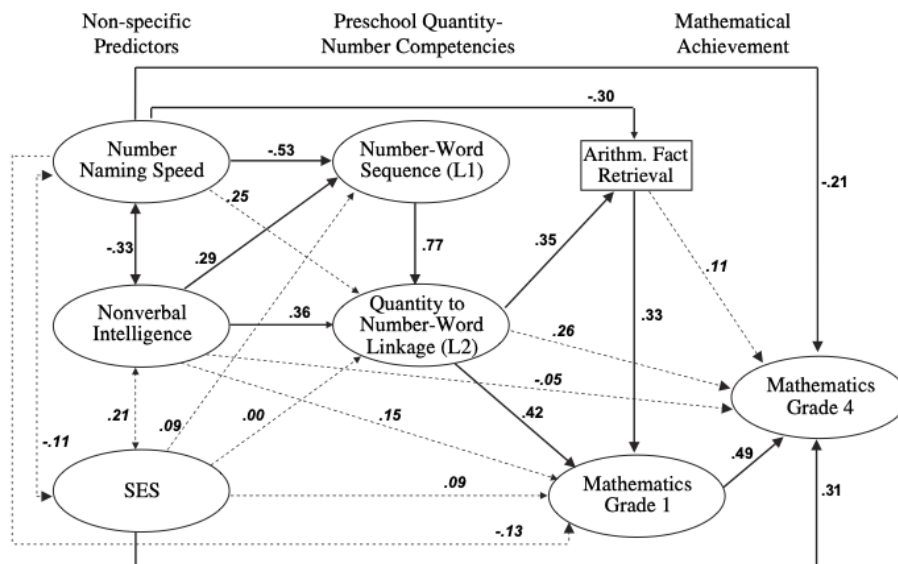 Non-specific
Predictors
Preschool Quantity-
Number Competencies
Mathematical
Achievement
-.30
Number
Naming Speed
-.53
Number-Word
Sequence (L1)
Arithm. Fact
Retrieval
-.21
.25
-.33
.29
.77
.35
.11
Nonverbal
Intelligence
.36
Quantity to
Number-Word
Linkage (L2)
.33
.26
-.05
Mathematics
Grade 4
.21
.09
.00
.15
.42
-.11
.49
SES
.09
Mathematics
Grade 1
.31
-.13